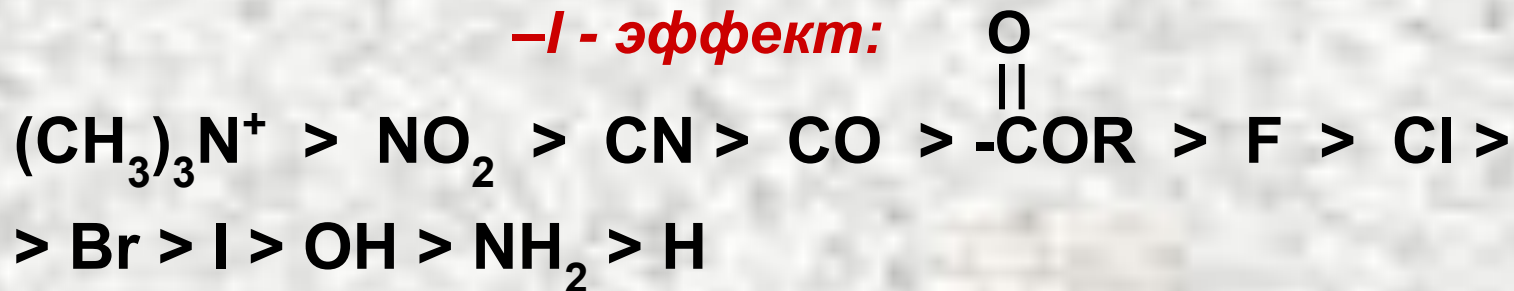 –I - эффект:
O
||
(CH₃)₃N⁺ > NO₂ > CN > CO > -COR > F > Cl >
> Br > I > OH > NH₂ > H